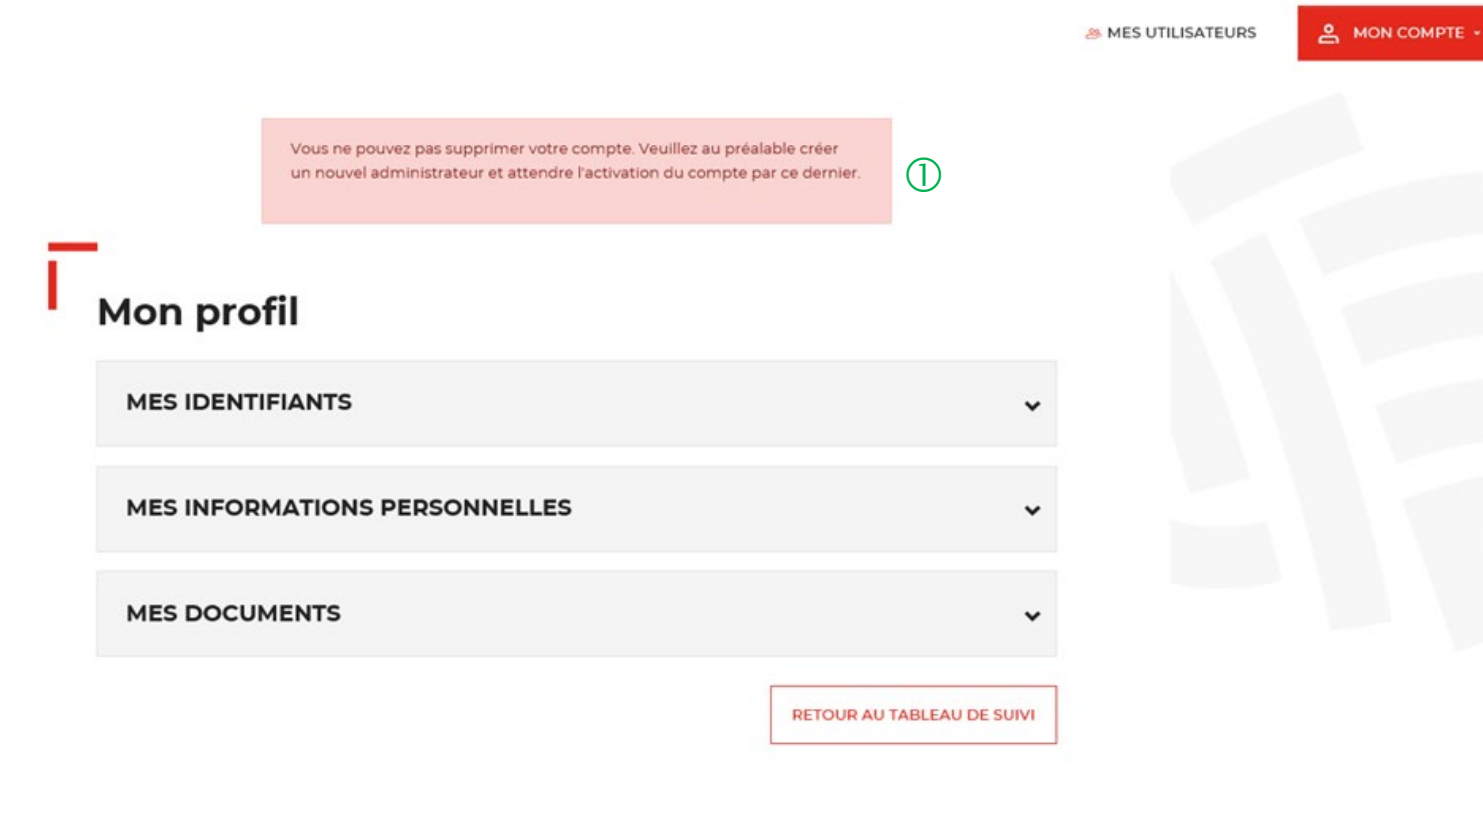 MES UTILISATEURS
MON COMPTE
Vous ne pouvez pas supprimer votre compte. Veuillez au préalable créer
un nouvel administrateur et attendre l'activation du compte par ce dernier.
①
Mon profil
MES IDENTIFIANTS
MES INFORMATIONS PERSONNELLES
MES DOCUMENTS
RETOUR AU TABLEAU DE SUIVI